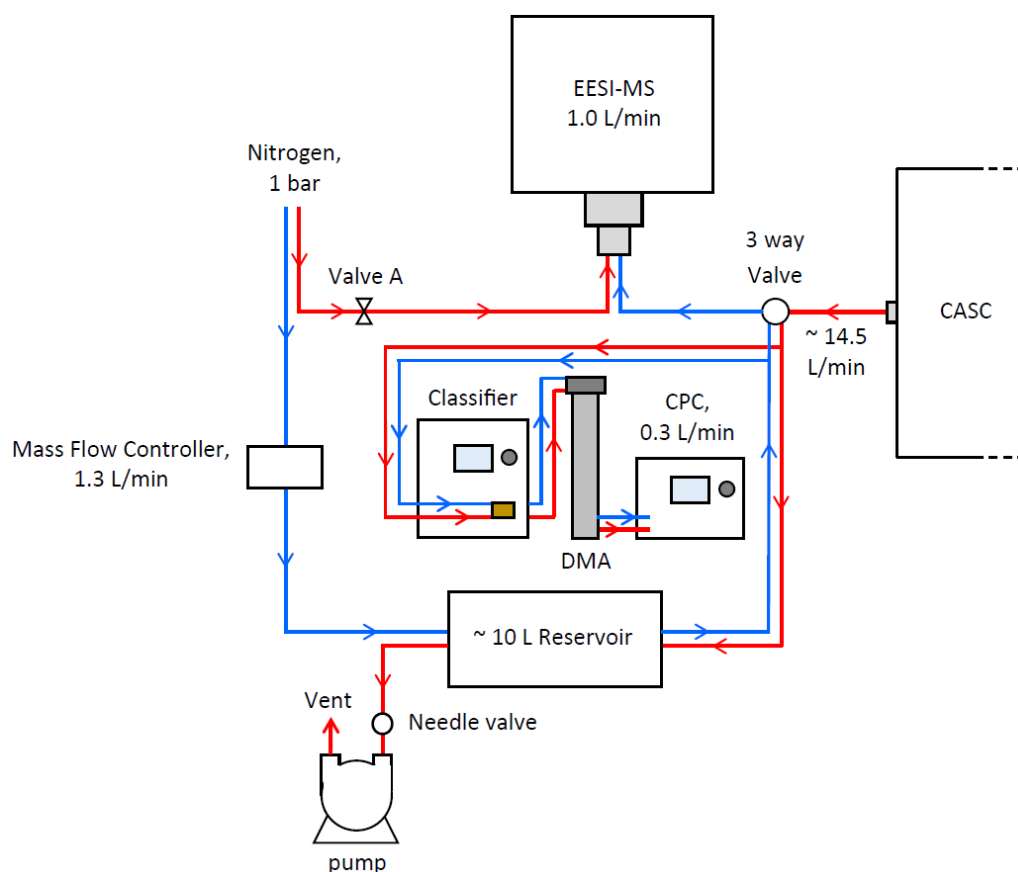 EESI-MS
1.0 L/min
Nitrogen,
1 bar
Valve A
3 way
Valve
CASC
~ 14.5
L/min
Classifier
CPC,
0.3 L/min
Mass Flow Controller,
1.3 L/min
DMA
~ 10 L Reservoir
Vent
Needle valve
pump